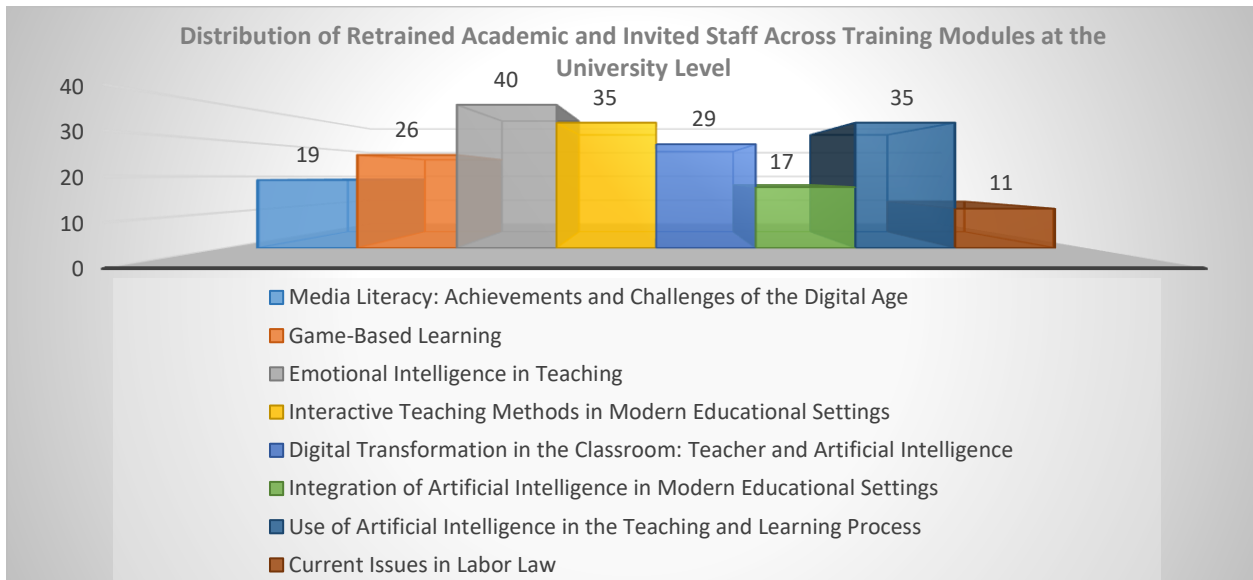 Distribution of Retrained Academic and Invited Staff Across Training Modules at the
University Level
40
30
20
10
0
19
26
40
35
29
17
35
11
Media Literacy: Achievements and Challenges of the Digital Age
Game-Based Learning
Emotional Intelligence in Teaching
Interactive Teaching Methods in Modern Educational Settings
Digital Transformation in the Classroom: Teacher and Artificial Intelligence
Integration of Artificial Intelligence in Modern Educational Settings
Use of Artificial Intelligence in the Teaching and Learning Process
Current Issues in Labor Law